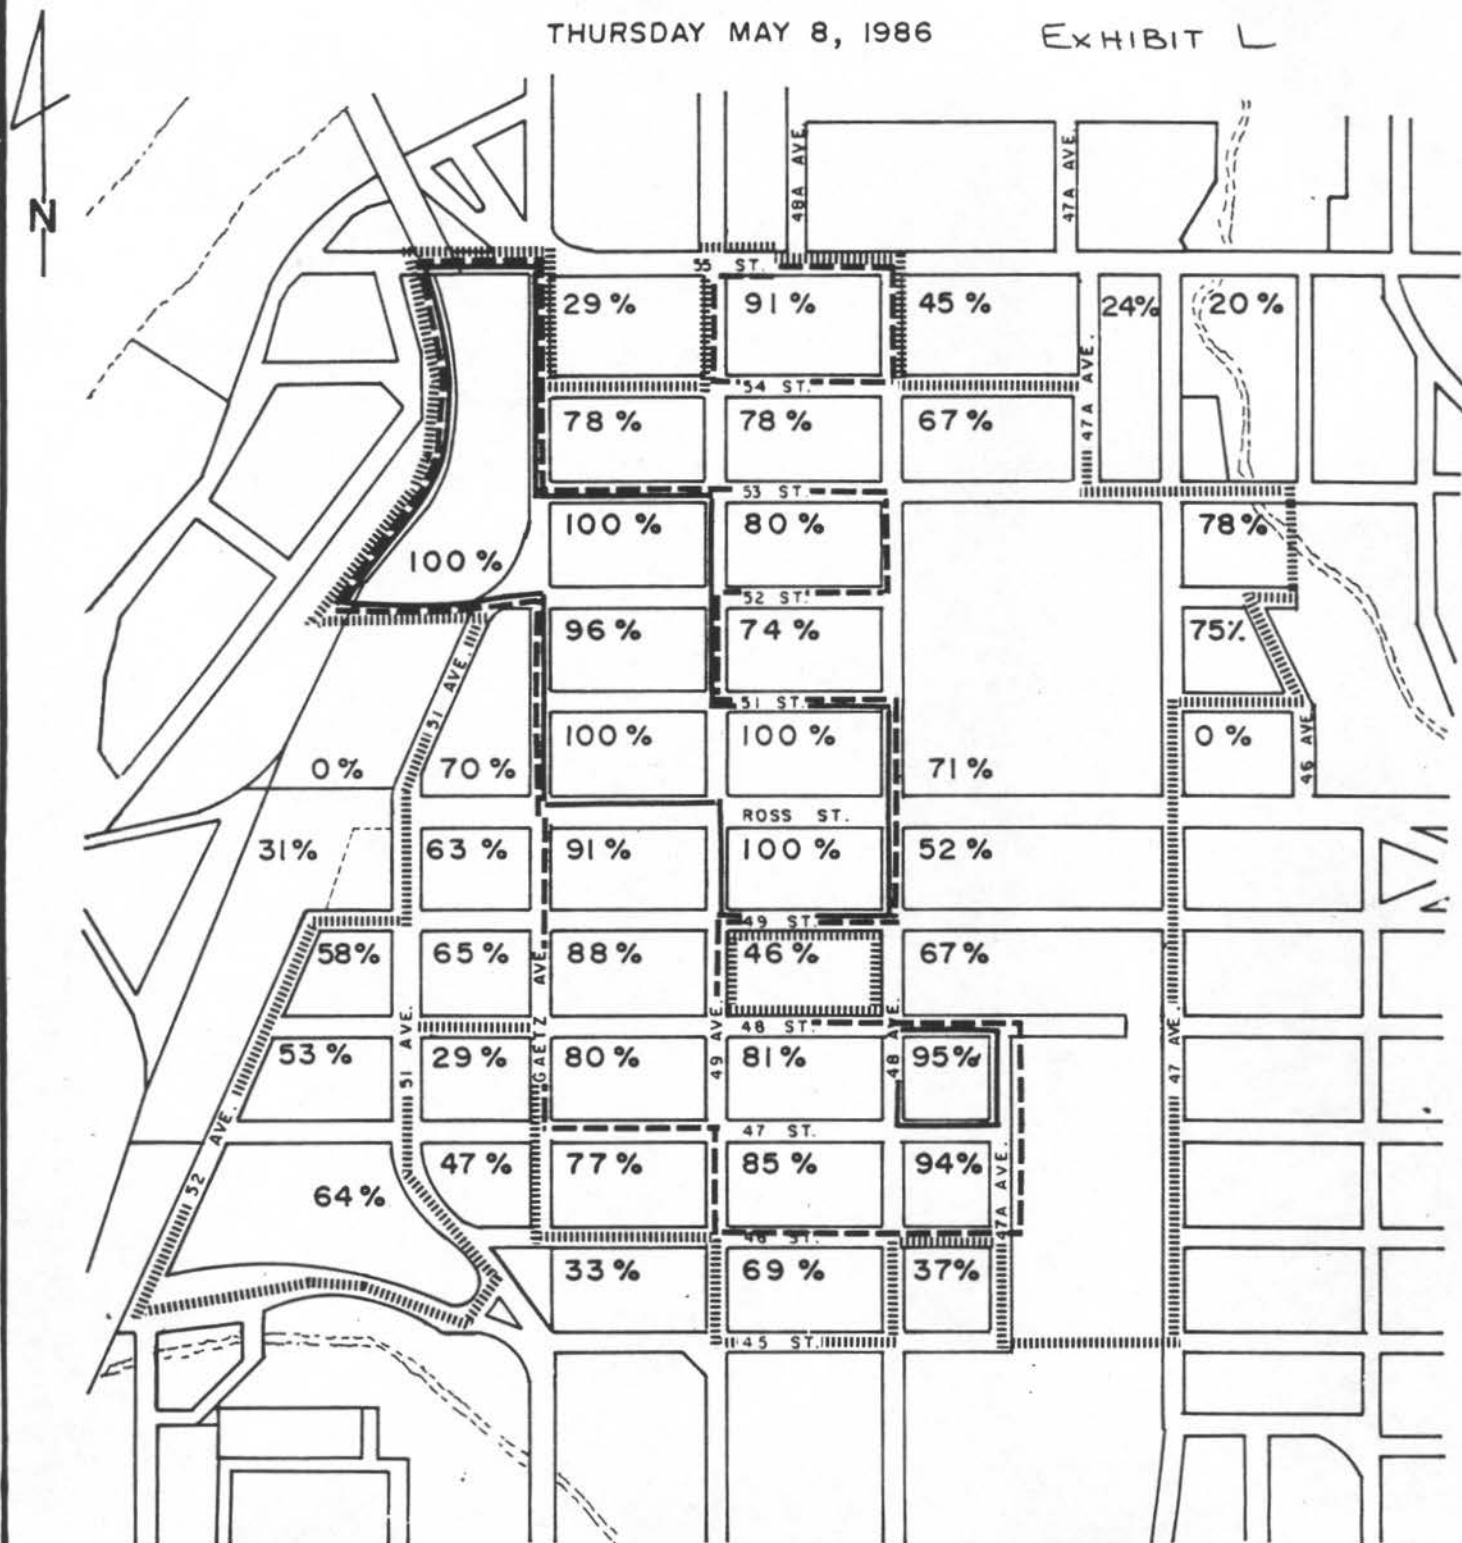 THURSDAY MAY 8, 1986 EXHIBIT L
N
48A AVE.
47A AVE.
55 ST.
29% 91% 45% 24% 20%
54 ST.
47A AVE.
78% 78% 67%
53 ST.
100% 80% 78%
100%
52 ST.
96% 74% 75%
51 AVE.
51 ST.
100% 100% 0%
46 AVE.
0% 70% 71%
ROSS ST.
31% 63% 91% 100% 52%
49 ST.
58% 65% 88% 46% 67%
GAETZ AVE.
48 ST.
51 AVE.
49 AVE.
48 AVE.
47 AVE.
53% 29% 80% 81% 95%
52 AVE.
47 ST.
47% 77% 85% 94%
47A AVE.
64%
46 ST.
33% 69% 37%
45 ST.